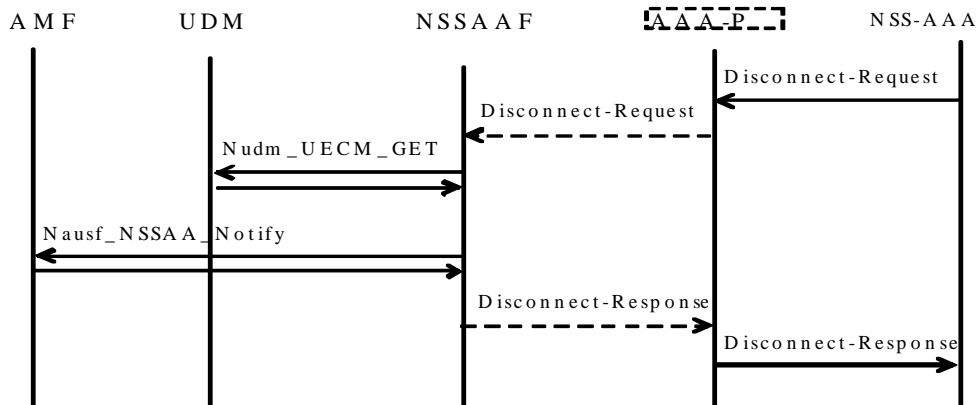 AMF UDM NSSAAF AAA-P NSS-AAA
Disconnect-Request
Disconnect-Request
Nudm_UECM_GET
Nausf_NSSAA_Notify
Disconnect-Response
Disconnect-Response